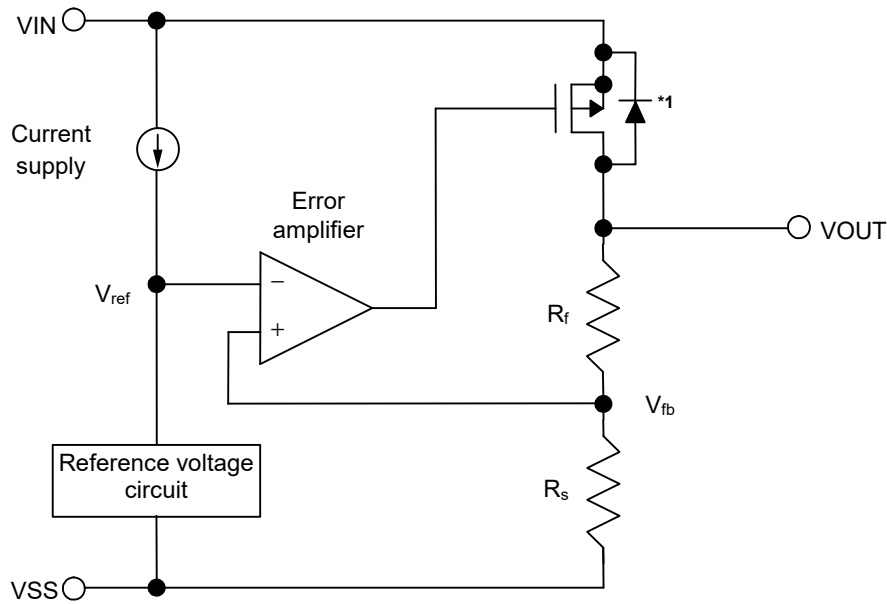 VIN
*1
Current
supply
Error
amplifier
VOUT
Vref
−
+
Rf
Vfb
Reference voltage
circuit
Rs
VSS